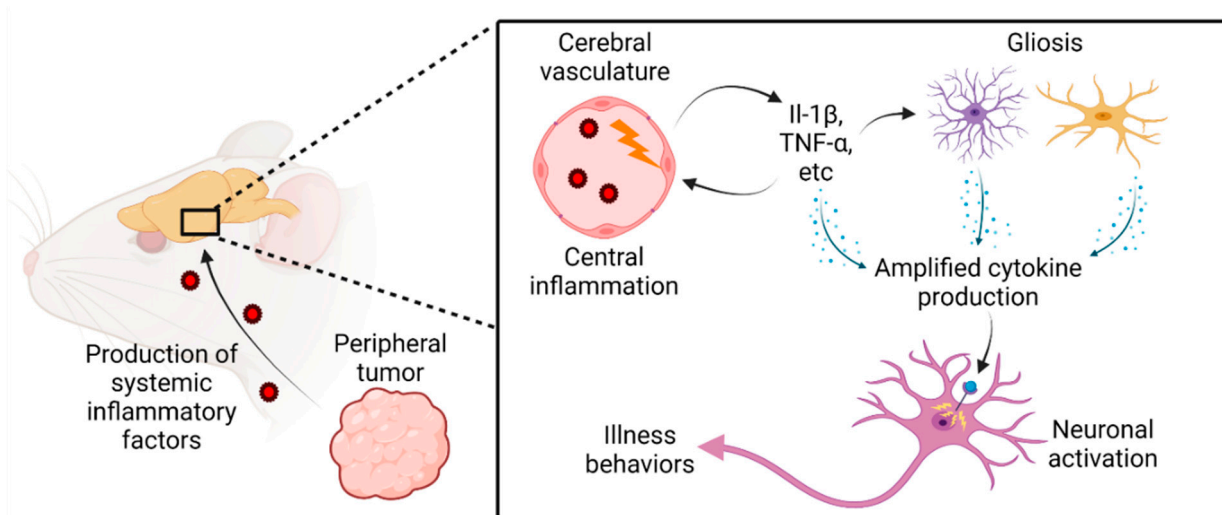 Cerebral
vasculature
Gliosis
Il-1β,
TNF-α,
etc
Central
inflammation
Amplified cytokine
production
Production of
systemic
inflammatory
factors
Peripheral
tumor
Illness
behaviors
Neuronal
activation